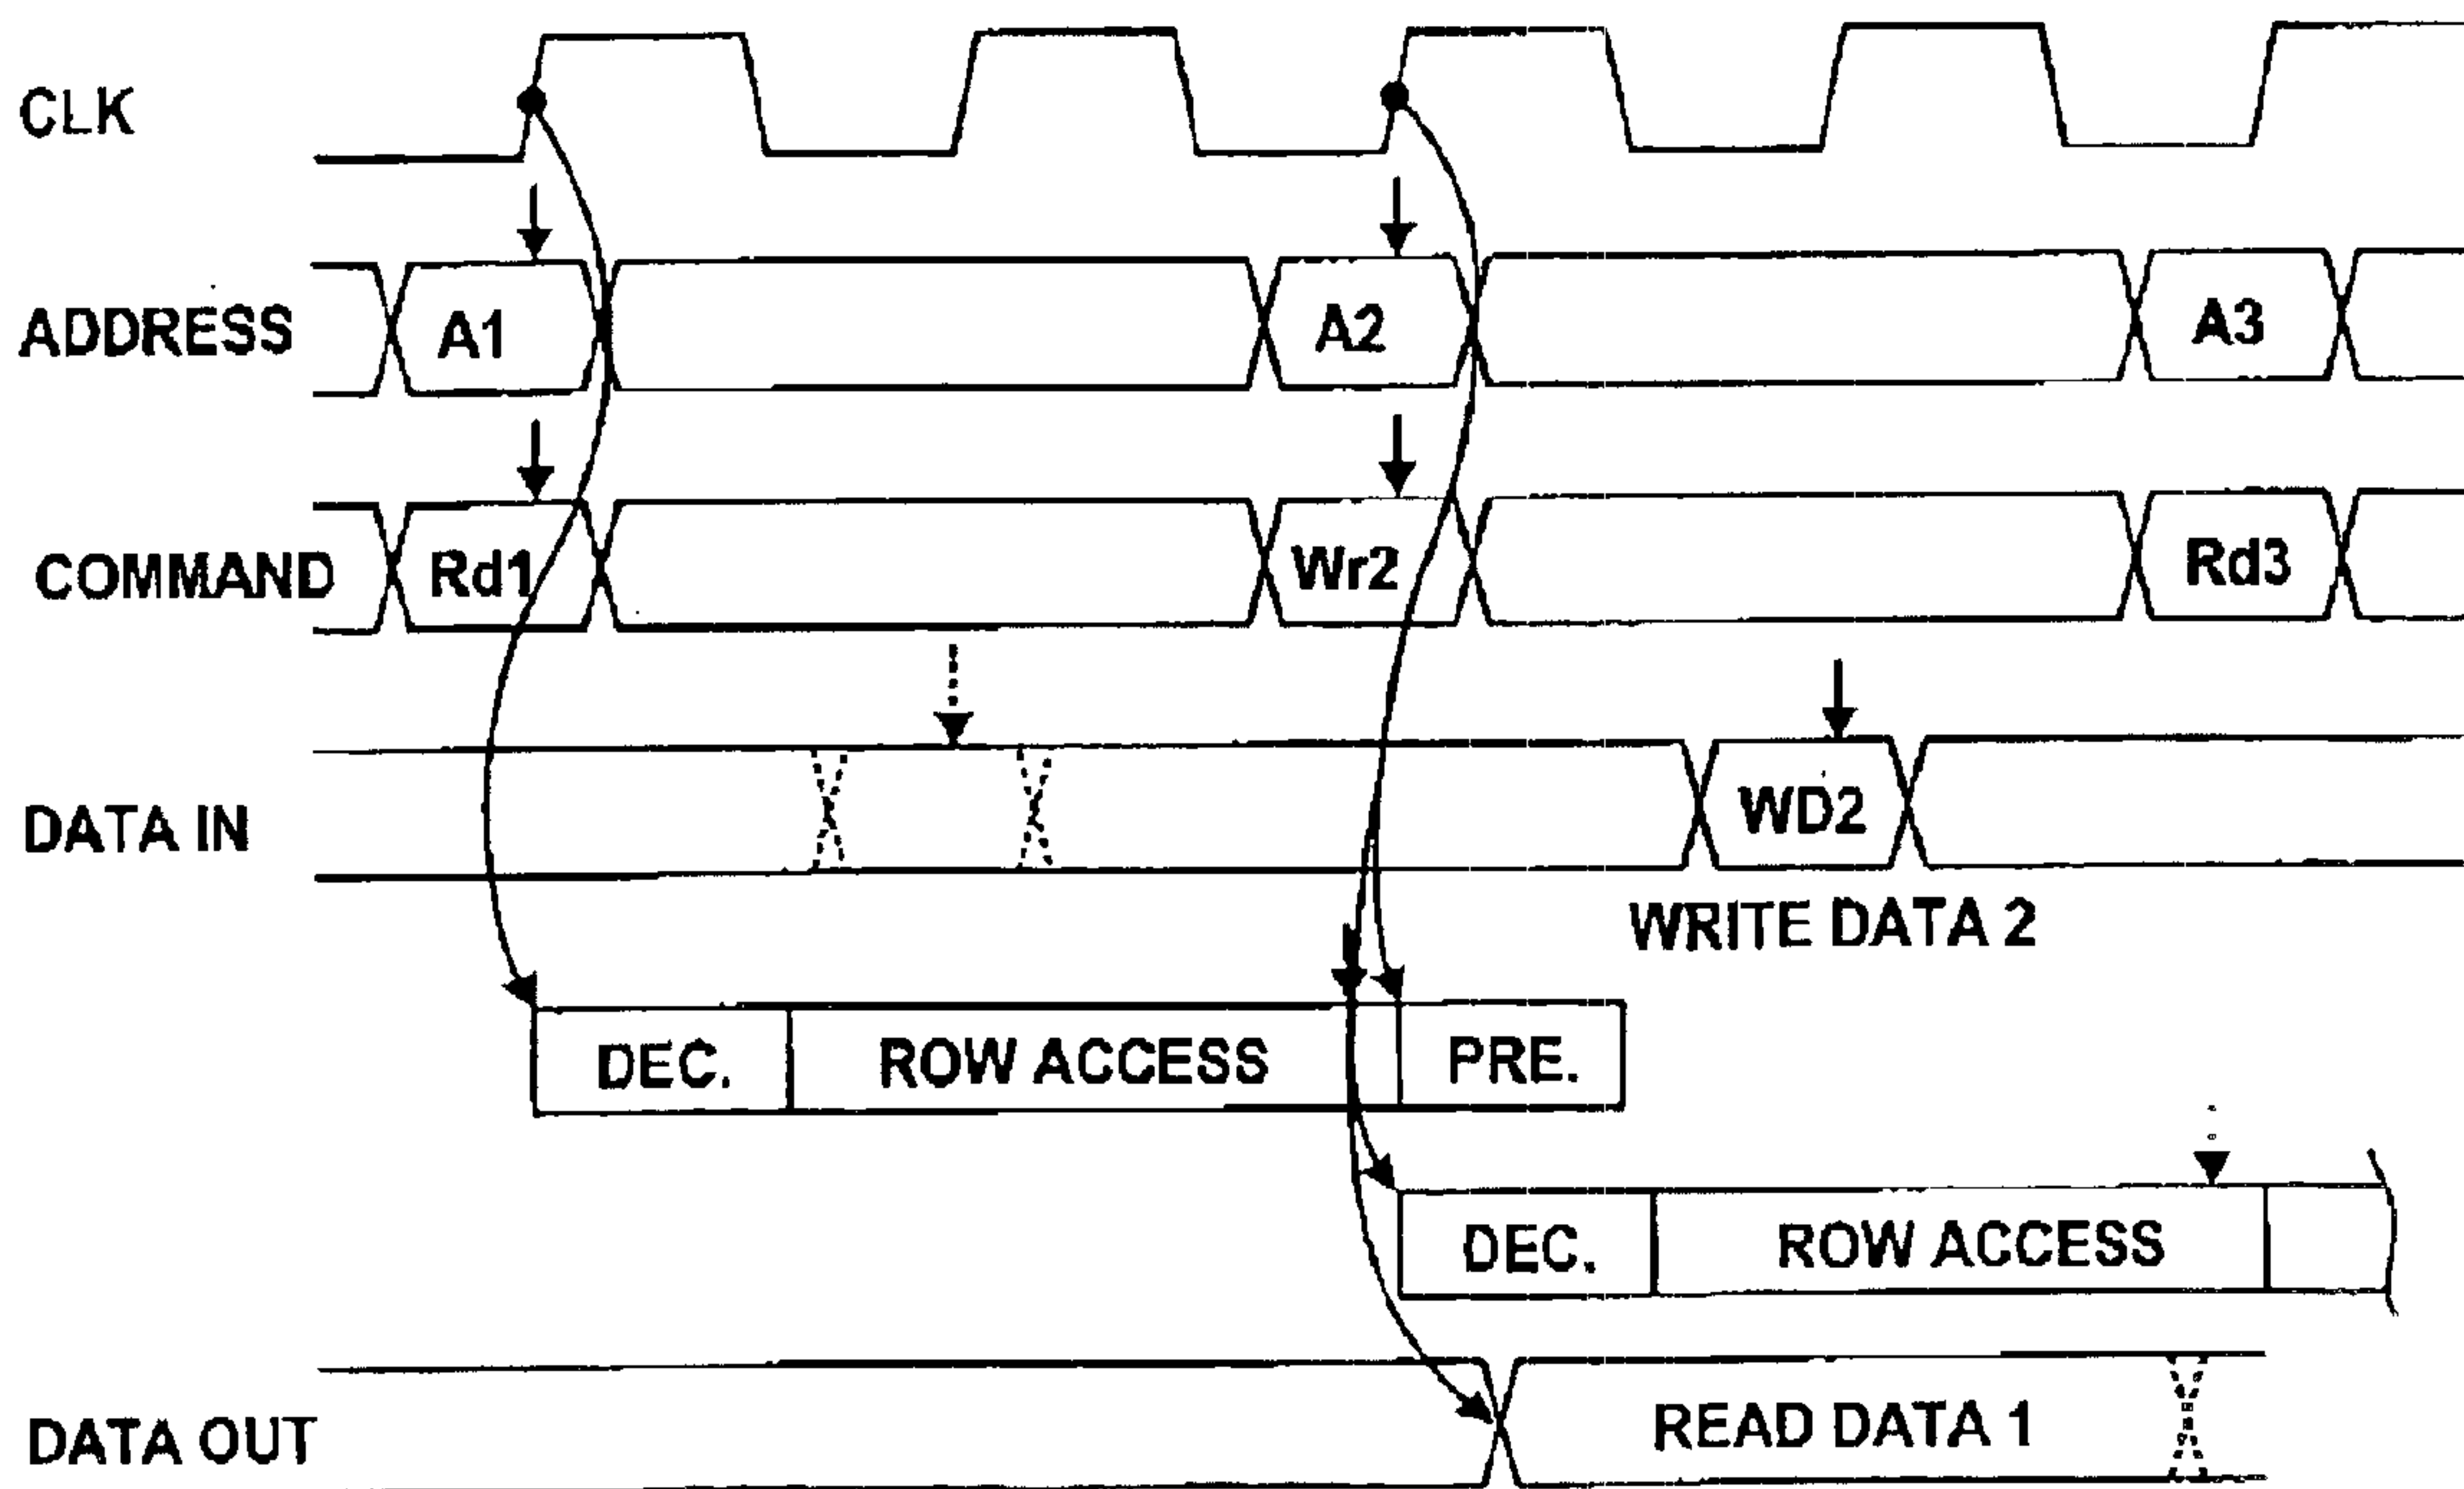 CLK
ADDRESS A1 A2 A3
COMMAND Rd1 Wr2 Rd3
DATA IN WD2
WRITE DATA 2
DEC. ROW ACCESS PRE.
DEC. ROW ACCESS
DATA OUT READ DATA 1